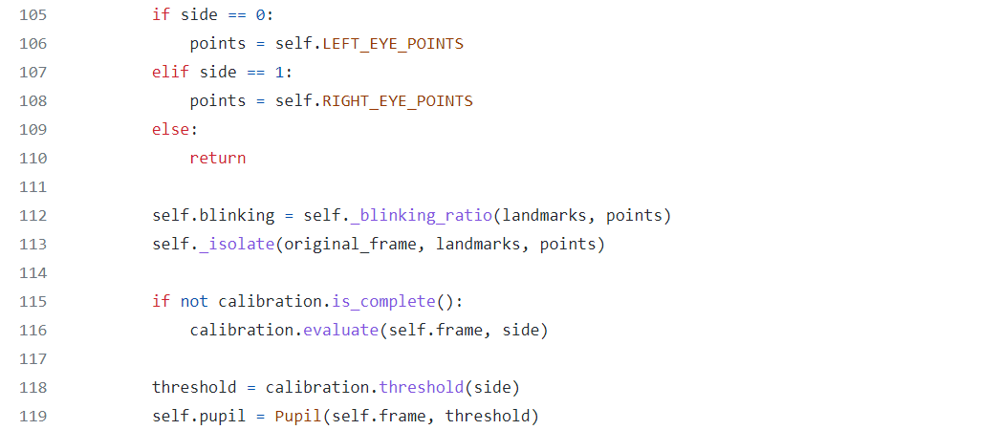 105 if side == 0:
106 points = self.LEFT_EYE_POINTS
107 elif side == 1:
108 points = self.RIGHT_EYE_POINTS
109 else:
110 return
111
112 self.blinking = self._blinking_ratio(landmarks, points)
113 self._isolate(original_frame, landmarks, points)
114
115 if not calibration.is_complete():
116 calibration.evaluate(self.frame, side)
117
118 threshold = calibration.threshold(side)
119 self.pupil = Pupil(self.frame, threshold)